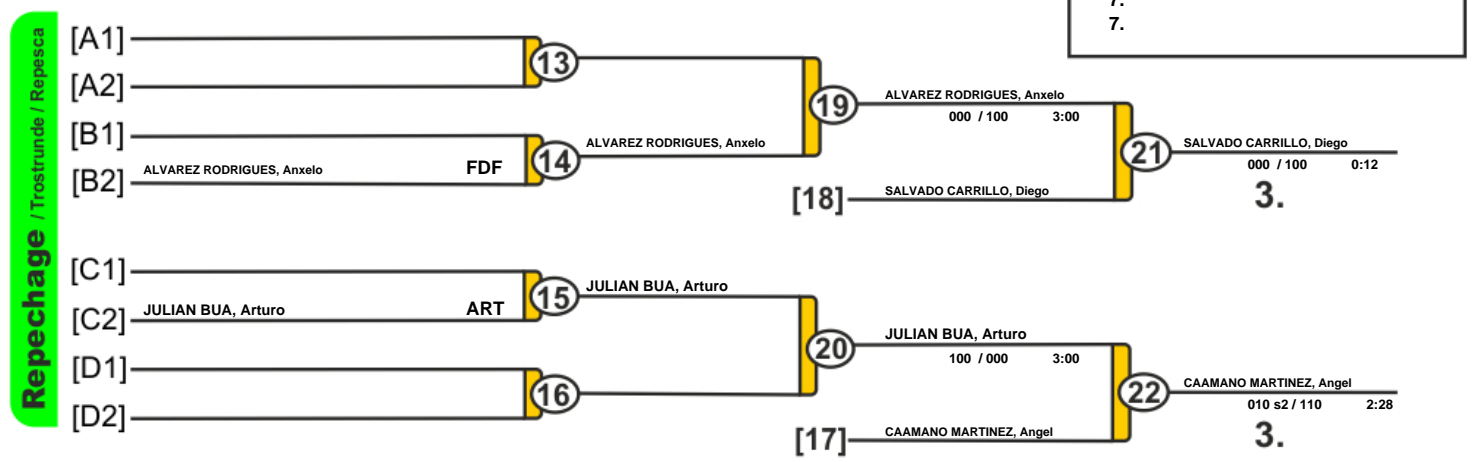 7.
7.
Repechage / Trostrunde / Repesca
[A1]
13
[A2]
19
ALVAREZ RODRIGUES, Anxelo
000 / 100 3:00
[B1]
14
ALVAREZ RODRIGUES, Anxelo
[B2] ALVAREZ RODRIGUES, Anxelo FDF
21
SALVADO CARRILLO, Diego
000 / 100 0:12
3.
[18] SALVADO CARRILLO, Diego
[C1]
15
JULIAN BUA, Arturo
[C2] JULIAN BUA, Arturo ART
20
JULIAN BUA, Arturo
100 / 000 3:00
[D1]
16
[D2]
22
CAAMANO MARTINEZ, Angel
010 s2 / 110 2:28
3.
[17] CAAMANO MARTINEZ, Angel